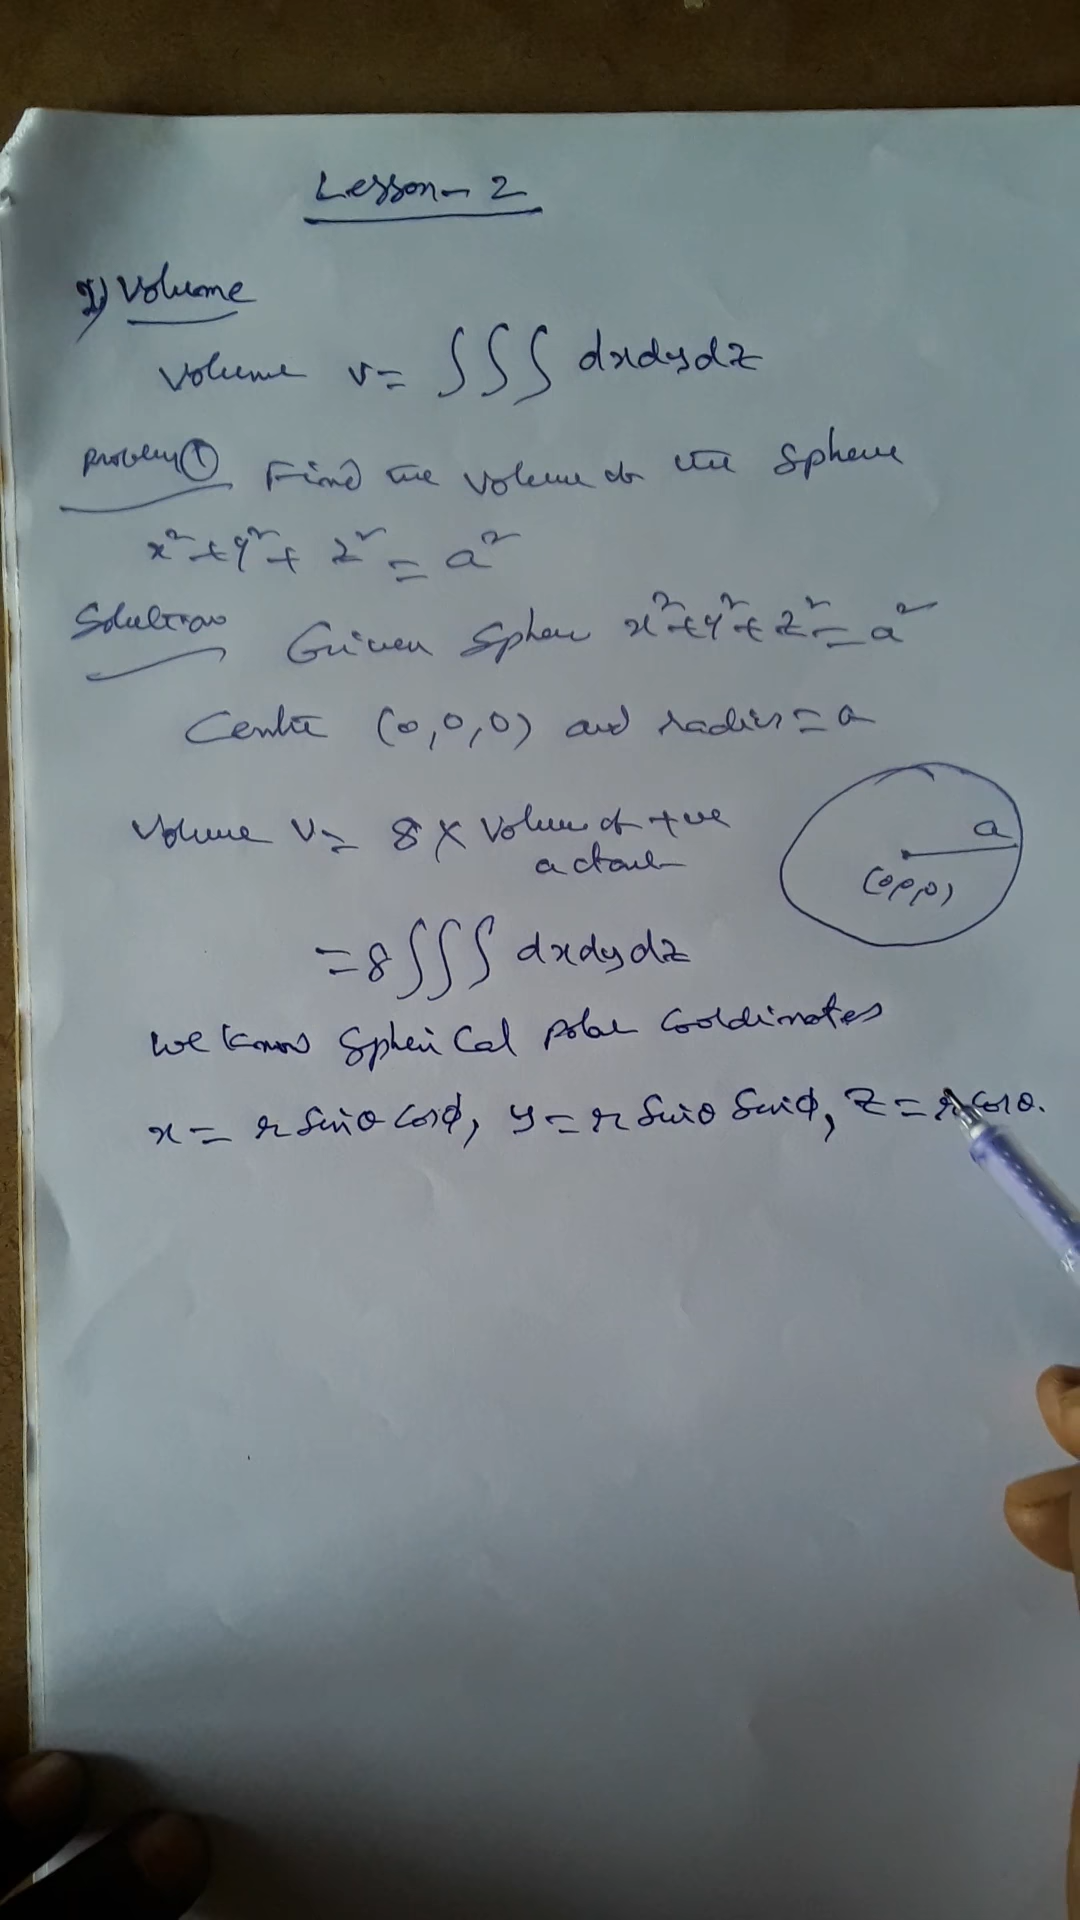 Lesson-2
1) Volume
Volume v = ∫∫∫ dxdydz
Problem ① Find the volume of the sphere
x²+y²+z² = a²
Solution Given sphere x²+y²+z² = a²
Centre (0,0,0) and radius = a
Volume V = 8 × Volume of +ve
octant
a
(0,0,0)
= 8∫∫∫ dxdydz
We know Spherical polar Coordinates
x = r Sinθ Cosφ, y = r Sinθ Sinφ, z = r Cosθ.